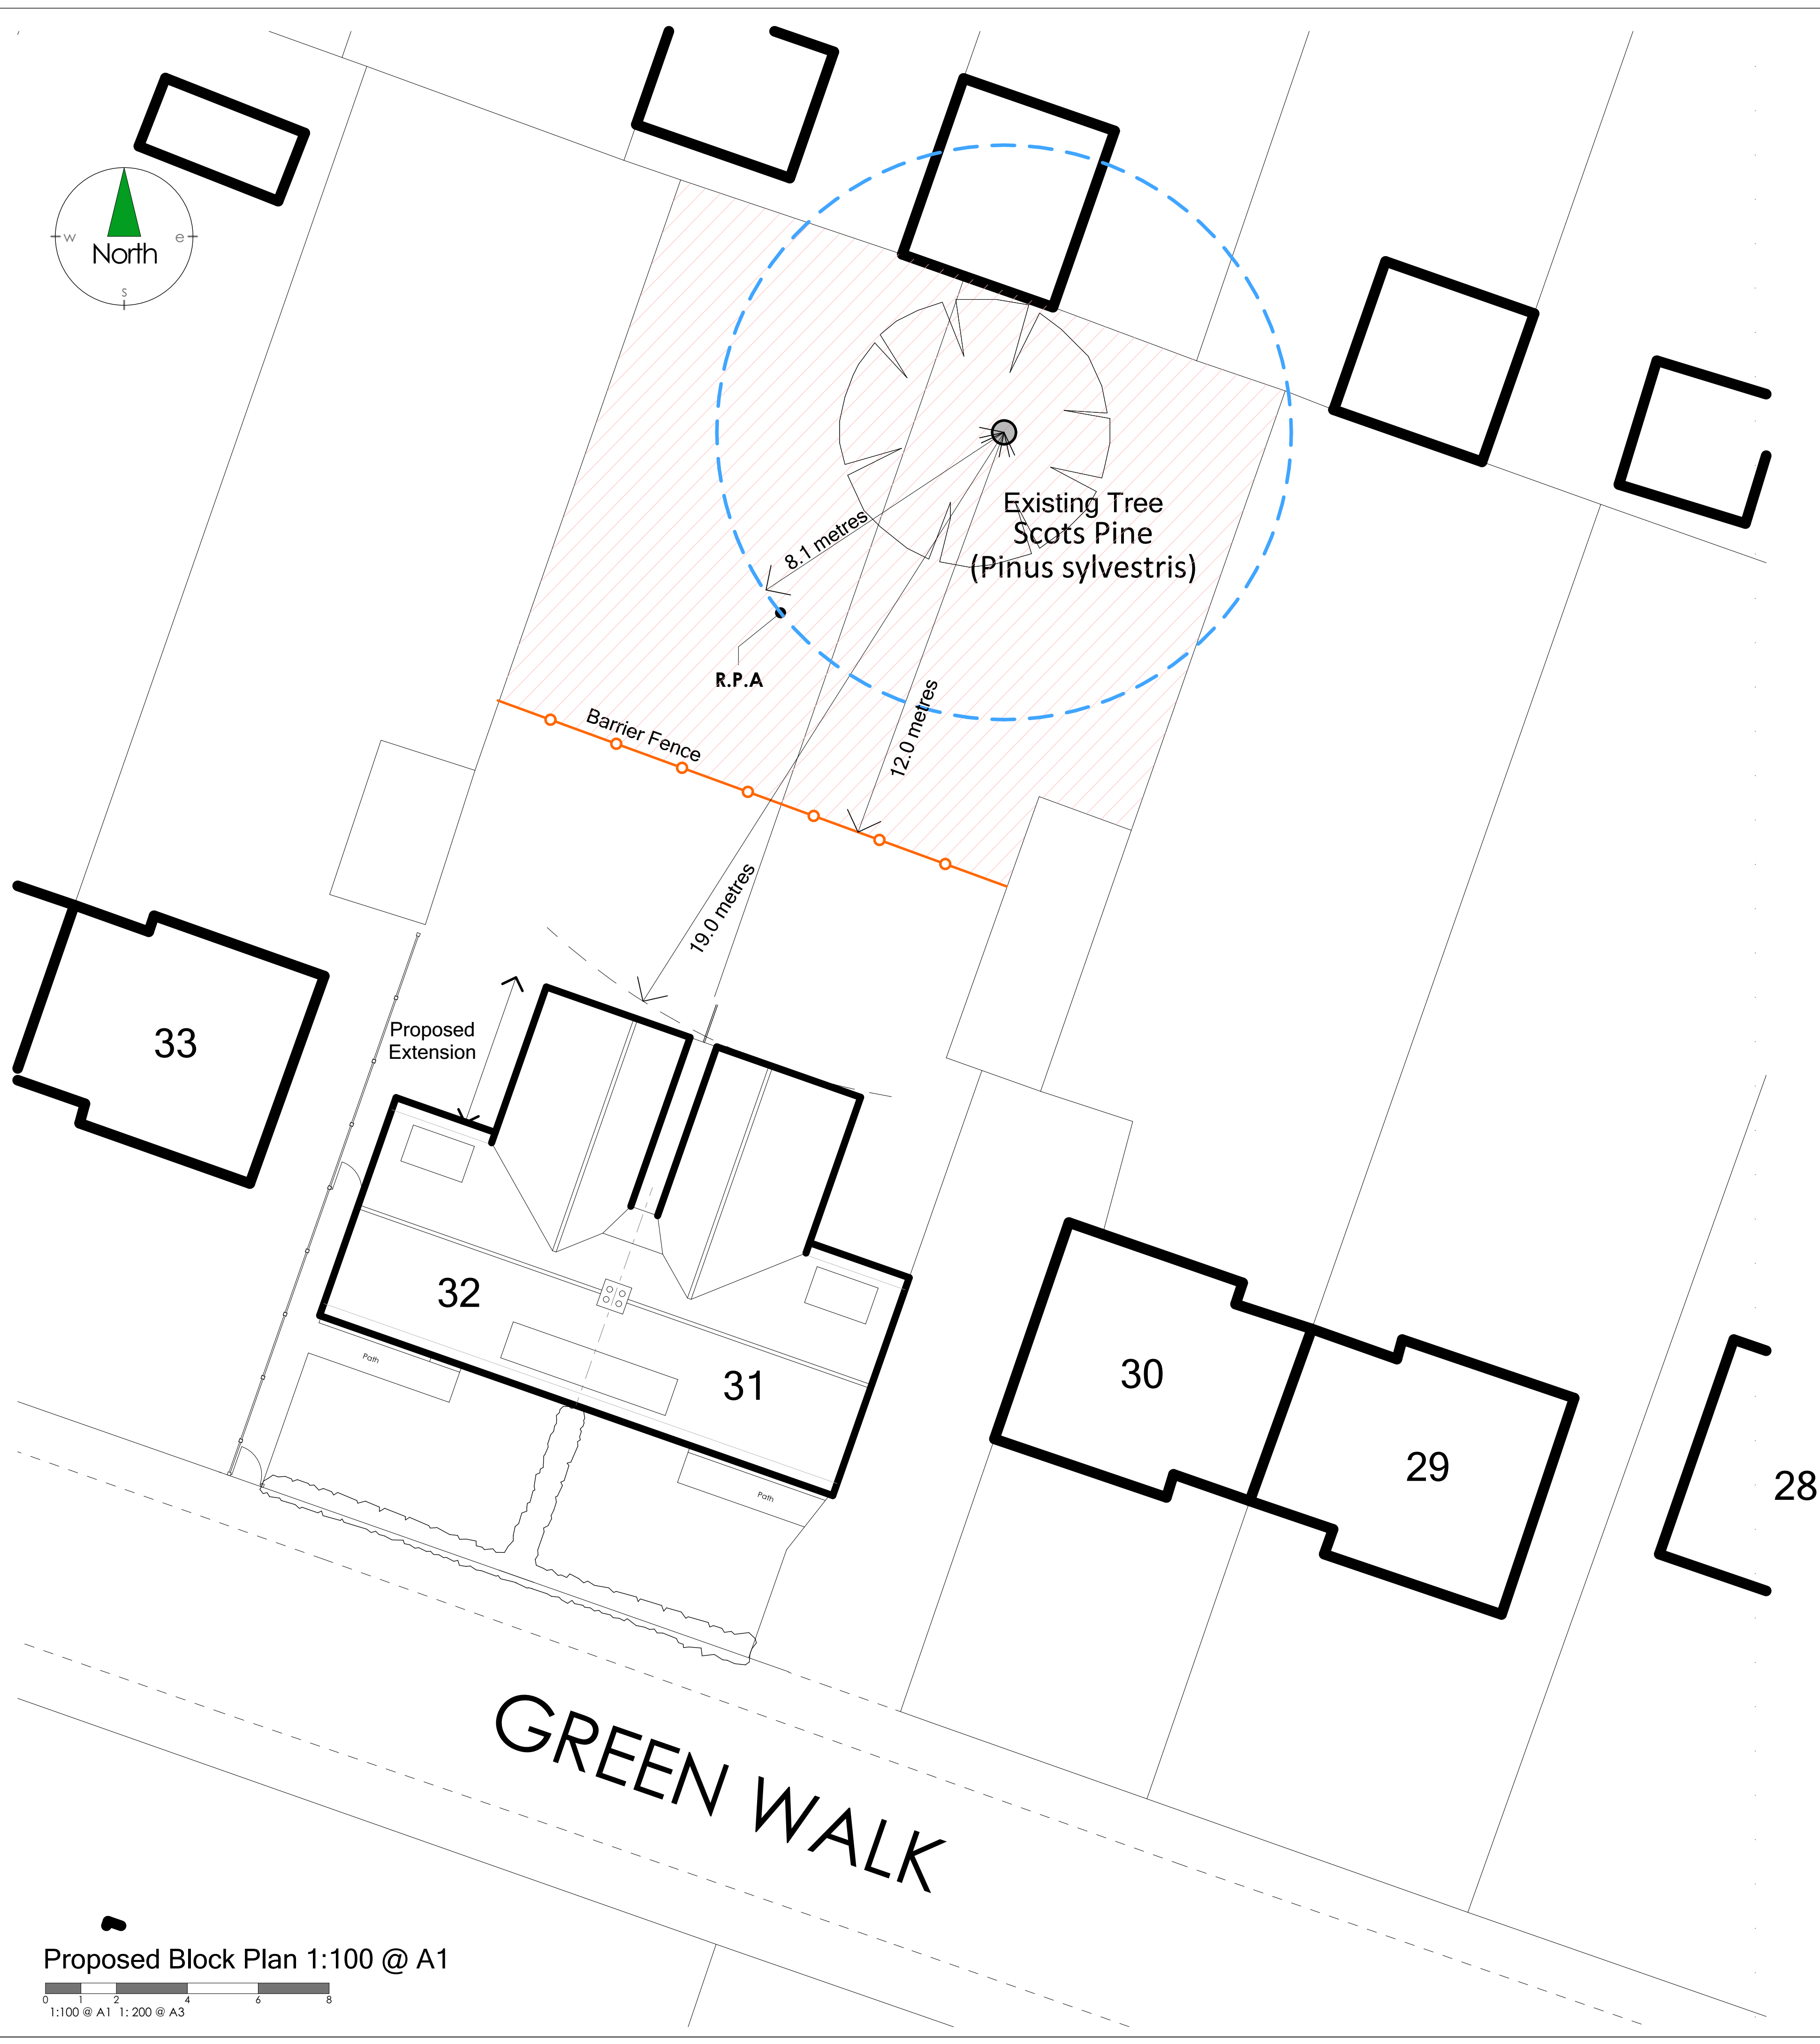 w
e
North
s
Existing Tree
Scots Pine
(Pinus sylvestris)
8.1 metres
R.P.A
12.0 metres
Barrier Fence
19.0 metres
Proposed
Extension
33
32
31
30
29
28
Path
Path
GREEN WALK
Proposed Block Plan 1:100 @ A1
0 1 2 4 6 8
1:100 @ A1 1: 200 @ A3